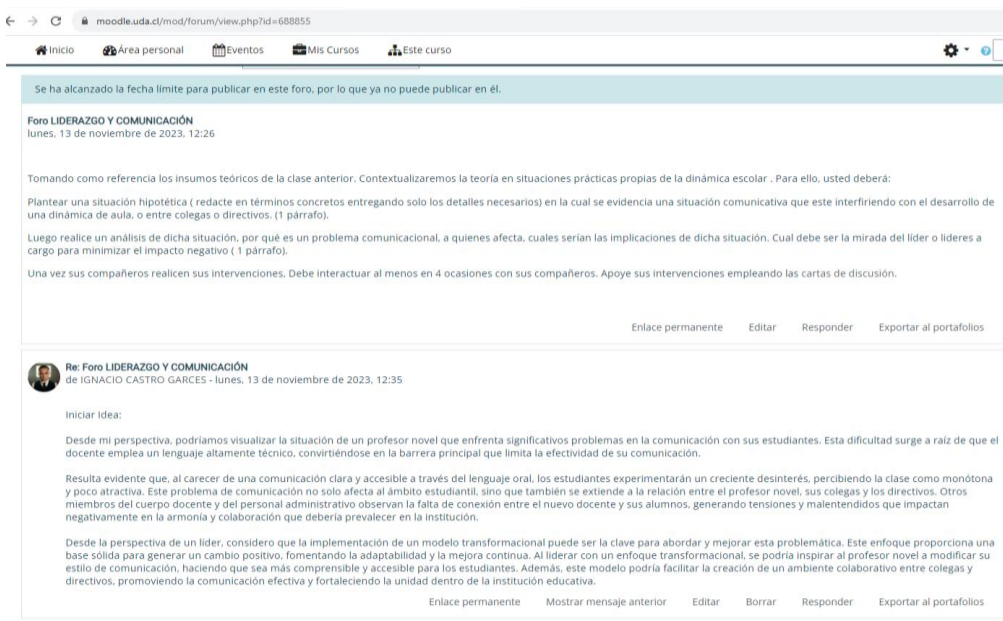 moodle.uda.cl/mod/forum/view.php?id=688855
Inicio Área personal Eventos Mis Cursos Este curso
Se ha alcanzado la fecha límite para publicar en este foro, por lo que ya no puede publicar en él.
Foro LIDERAZGO Y COMUNICACIÓN
lunes, 13 de noviembre de 2023, 12:26
Tomando como referencia los insumos teóricos de la clase anterior. Contextualizaremos la teoría en situaciones prácticas propias de la dinámica escolar . Para ello, usted deberá:
Plantear una situación hipotética ( redacte en términos concretos entregando solo los detalles necesarios) en la cual se evidencia una situación comunicativa que este interfiriendo con el desarrollo de
una dinámica de aula, o entre colegas o directivos. (1 párrafo).
Luego realice un análisis de dicha situación, por qué es un problema comunicacional, a quienes afecta, cuales serían las implicaciones de dicha situación. Cual debe ser la mirada del líder o lideres a
cargo para minimizar el impacto negativo ( 1 párrafo).
Una vez sus compañeros realicen sus intervenciones, Debe interactuar al menos en 4 ocasiones con sus compañeros. Apoye sus intervenciones empleando las cartas de discusión.
Enlace permanente Editar Responder Exportar al portafolios
Re: Foro LIDERAZGO Y COMUNICACIÓN
de IGNACIO CASTRO GARCES - lunes, 13 de noviembre de 2023, 12:35
Iniciar Idea:
Desde mi perspectiva, podríamos visualizar la situación de un profesor novel que enfrenta significativos problemas en la comunicación con sus estudiantes. Esta dificultad surge a raíz de que el
docente emplea un lenguaje altamente técnico, convirtiéndose en la barrera principal que limita la efectividad de su comunicación.
Resulta evidente que, al carecer de una comunicación clara y accesible a través del lenguaje oral, los estudiantes experimentarán un creciente desinterés, percibiendo la clase como monótona
y poco atractiva. Este problema de comunicación no solo afecta al ámbito estudiantil, sino que también se extiende a la relación entre el profesor novel, sus colegas y los directivos. Otros
miembros del cuerpo docente y del personal administrativo observan la falta de conexión entre el nuevo docente y sus alumnos, generando tensiones y malentendidos que impactan
negativamente en la armonía y colaboración que debería prevalecer en la institución.
Desde la perspectiva de un líder, considero que la implementación de un modelo transformacional puede ser la clave para abordar y mejorar esta problemática. Este enfoque proporciona una
base sólida para generar un cambio positivo, fomentando la adaptabilidad y la mejora continua. Al liderar con un enfoque transformacional, se podría inspirar al profesor novel a modificar su
estilo de comunicación, haciendo que sea más comprensible y accesible para los estudiantes. Además, este modelo podría facilitar la creación de un ambiente colaborativo entre colegas y
directivos, promoviendo la comunicación efectiva y fortaleciendo la unidad dentro de la institución educativa.
Enlace permanente Mostrar mensaje anterior Editar Borrar Responder Exportar al portafolios